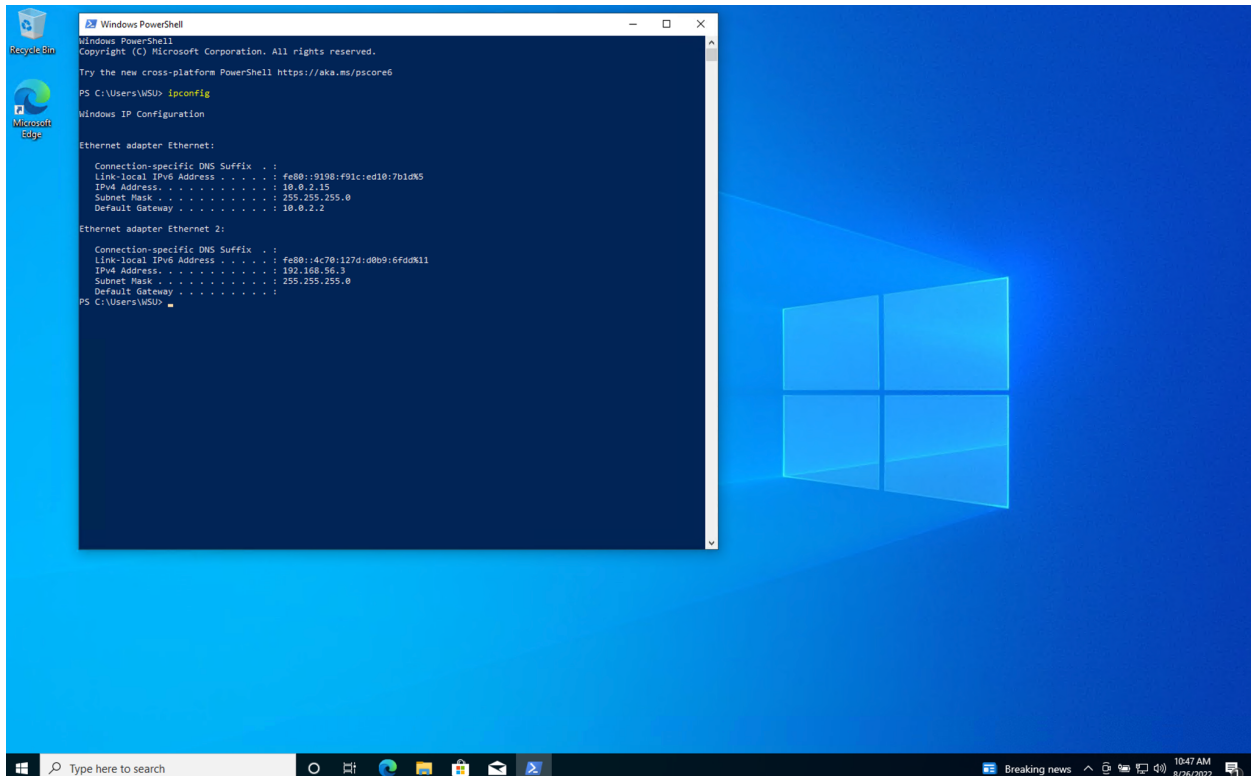 Recycle Bin
Microsoft
Edge
Windows PowerShell
Windows PowerShell
Copyright (C) Microsoft Corporation. All rights reserved.
Try the new cross-platform PowerShell https://aka.ms/pscore6
PS C:\Users\WSU> ipconfig
Windows IP Configuration
Ethernet adapter Ethernet:
Connection-specific DNS Suffix . :
Link-local IPv6 Address . . . . . : fe80::9198:f91c:ed10:7b1d%5
IPv4 Address. . . . . . . . . . . : 10.0.2.15
Subnet Mask . . . . . . . . . . . : 255.255.255.0
Default Gateway . . . . . . . . . : 10.0.2.2
Ethernet adapter Ethernet 2:
Connection-specific DNS Suffix . :
Link-local IPv6 Address . . . . . : fe80::4c70:127d:d0b9:6fdd%11
IPv4 Address. . . . . . . . . . . : 192.168.56.3
Subnet Mask . . . . . . . . . . . : 255.255.255.0
Default Gateway . . . . . . . . . :
PS C:\Users\WSU>
Type here to search
Breaking news
10:47 AM
8/26/2022